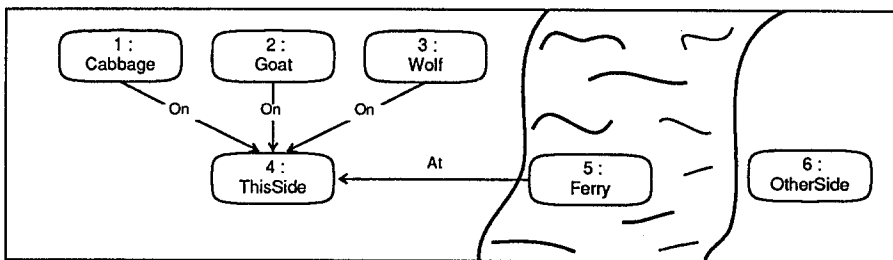 1 :
Cabbage
2 :
Goat
3 :
Wolf
On
On
On
4 :
ThisSide
At
5 :
Ferry
6 :
OtherSide